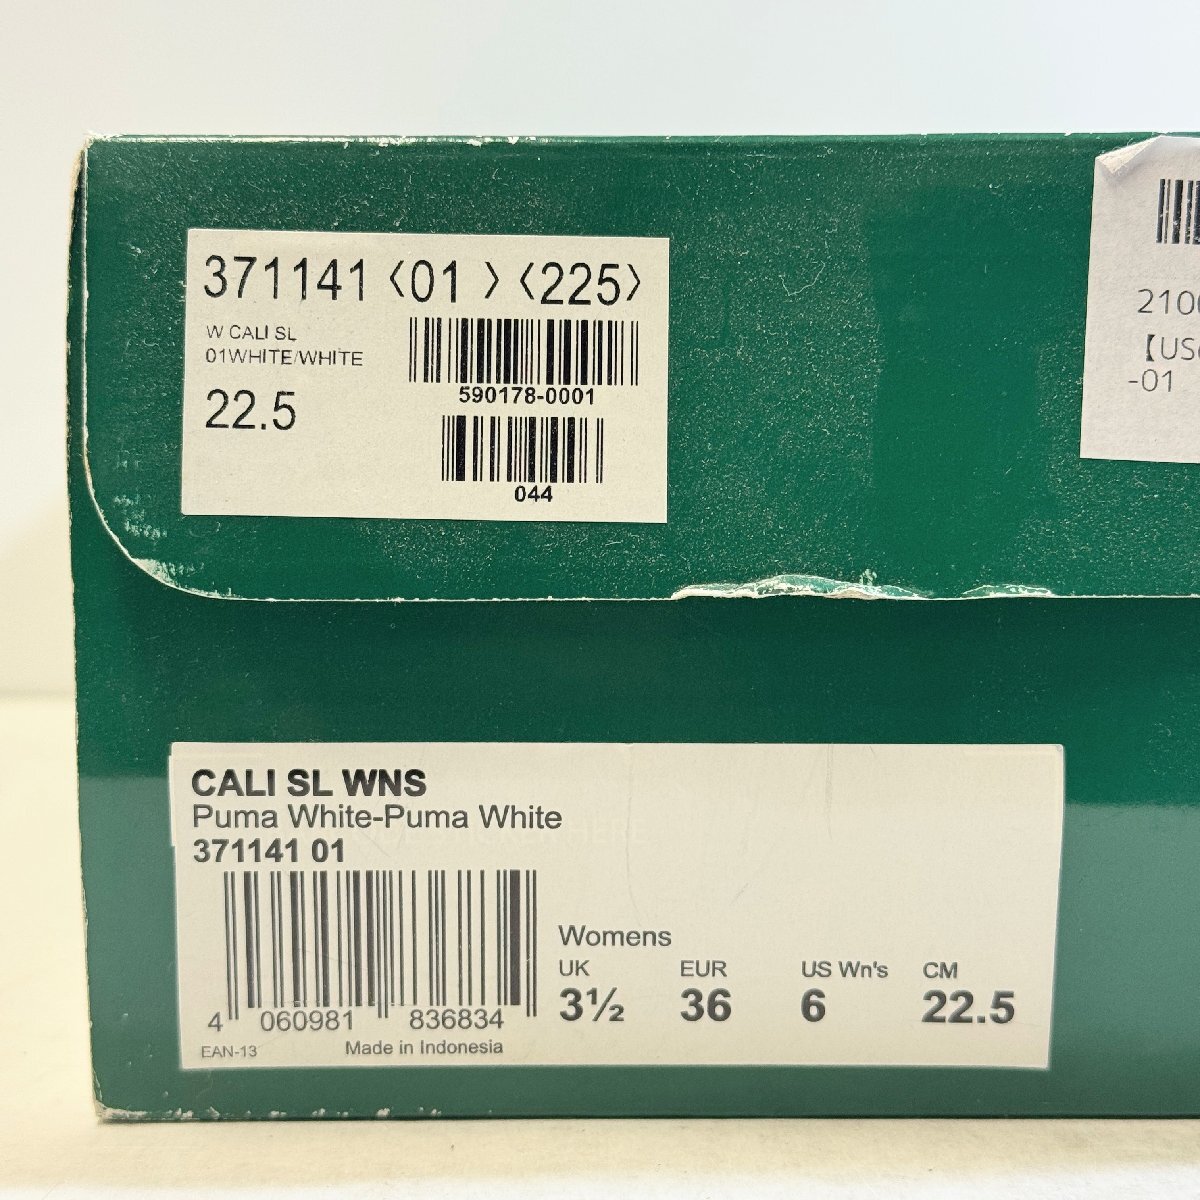 371141〈01 〉〈225〉
W CALI SL
01WHITE/WHITE
22.5
590178-0001
044
-01
CALI SL WNS
Puma White-Puma White
371141 01
4 060981 836834
EAN-13
Made in Indonesia
Womens
UK EUR US Wn's CM
3½ 36 6 22.5